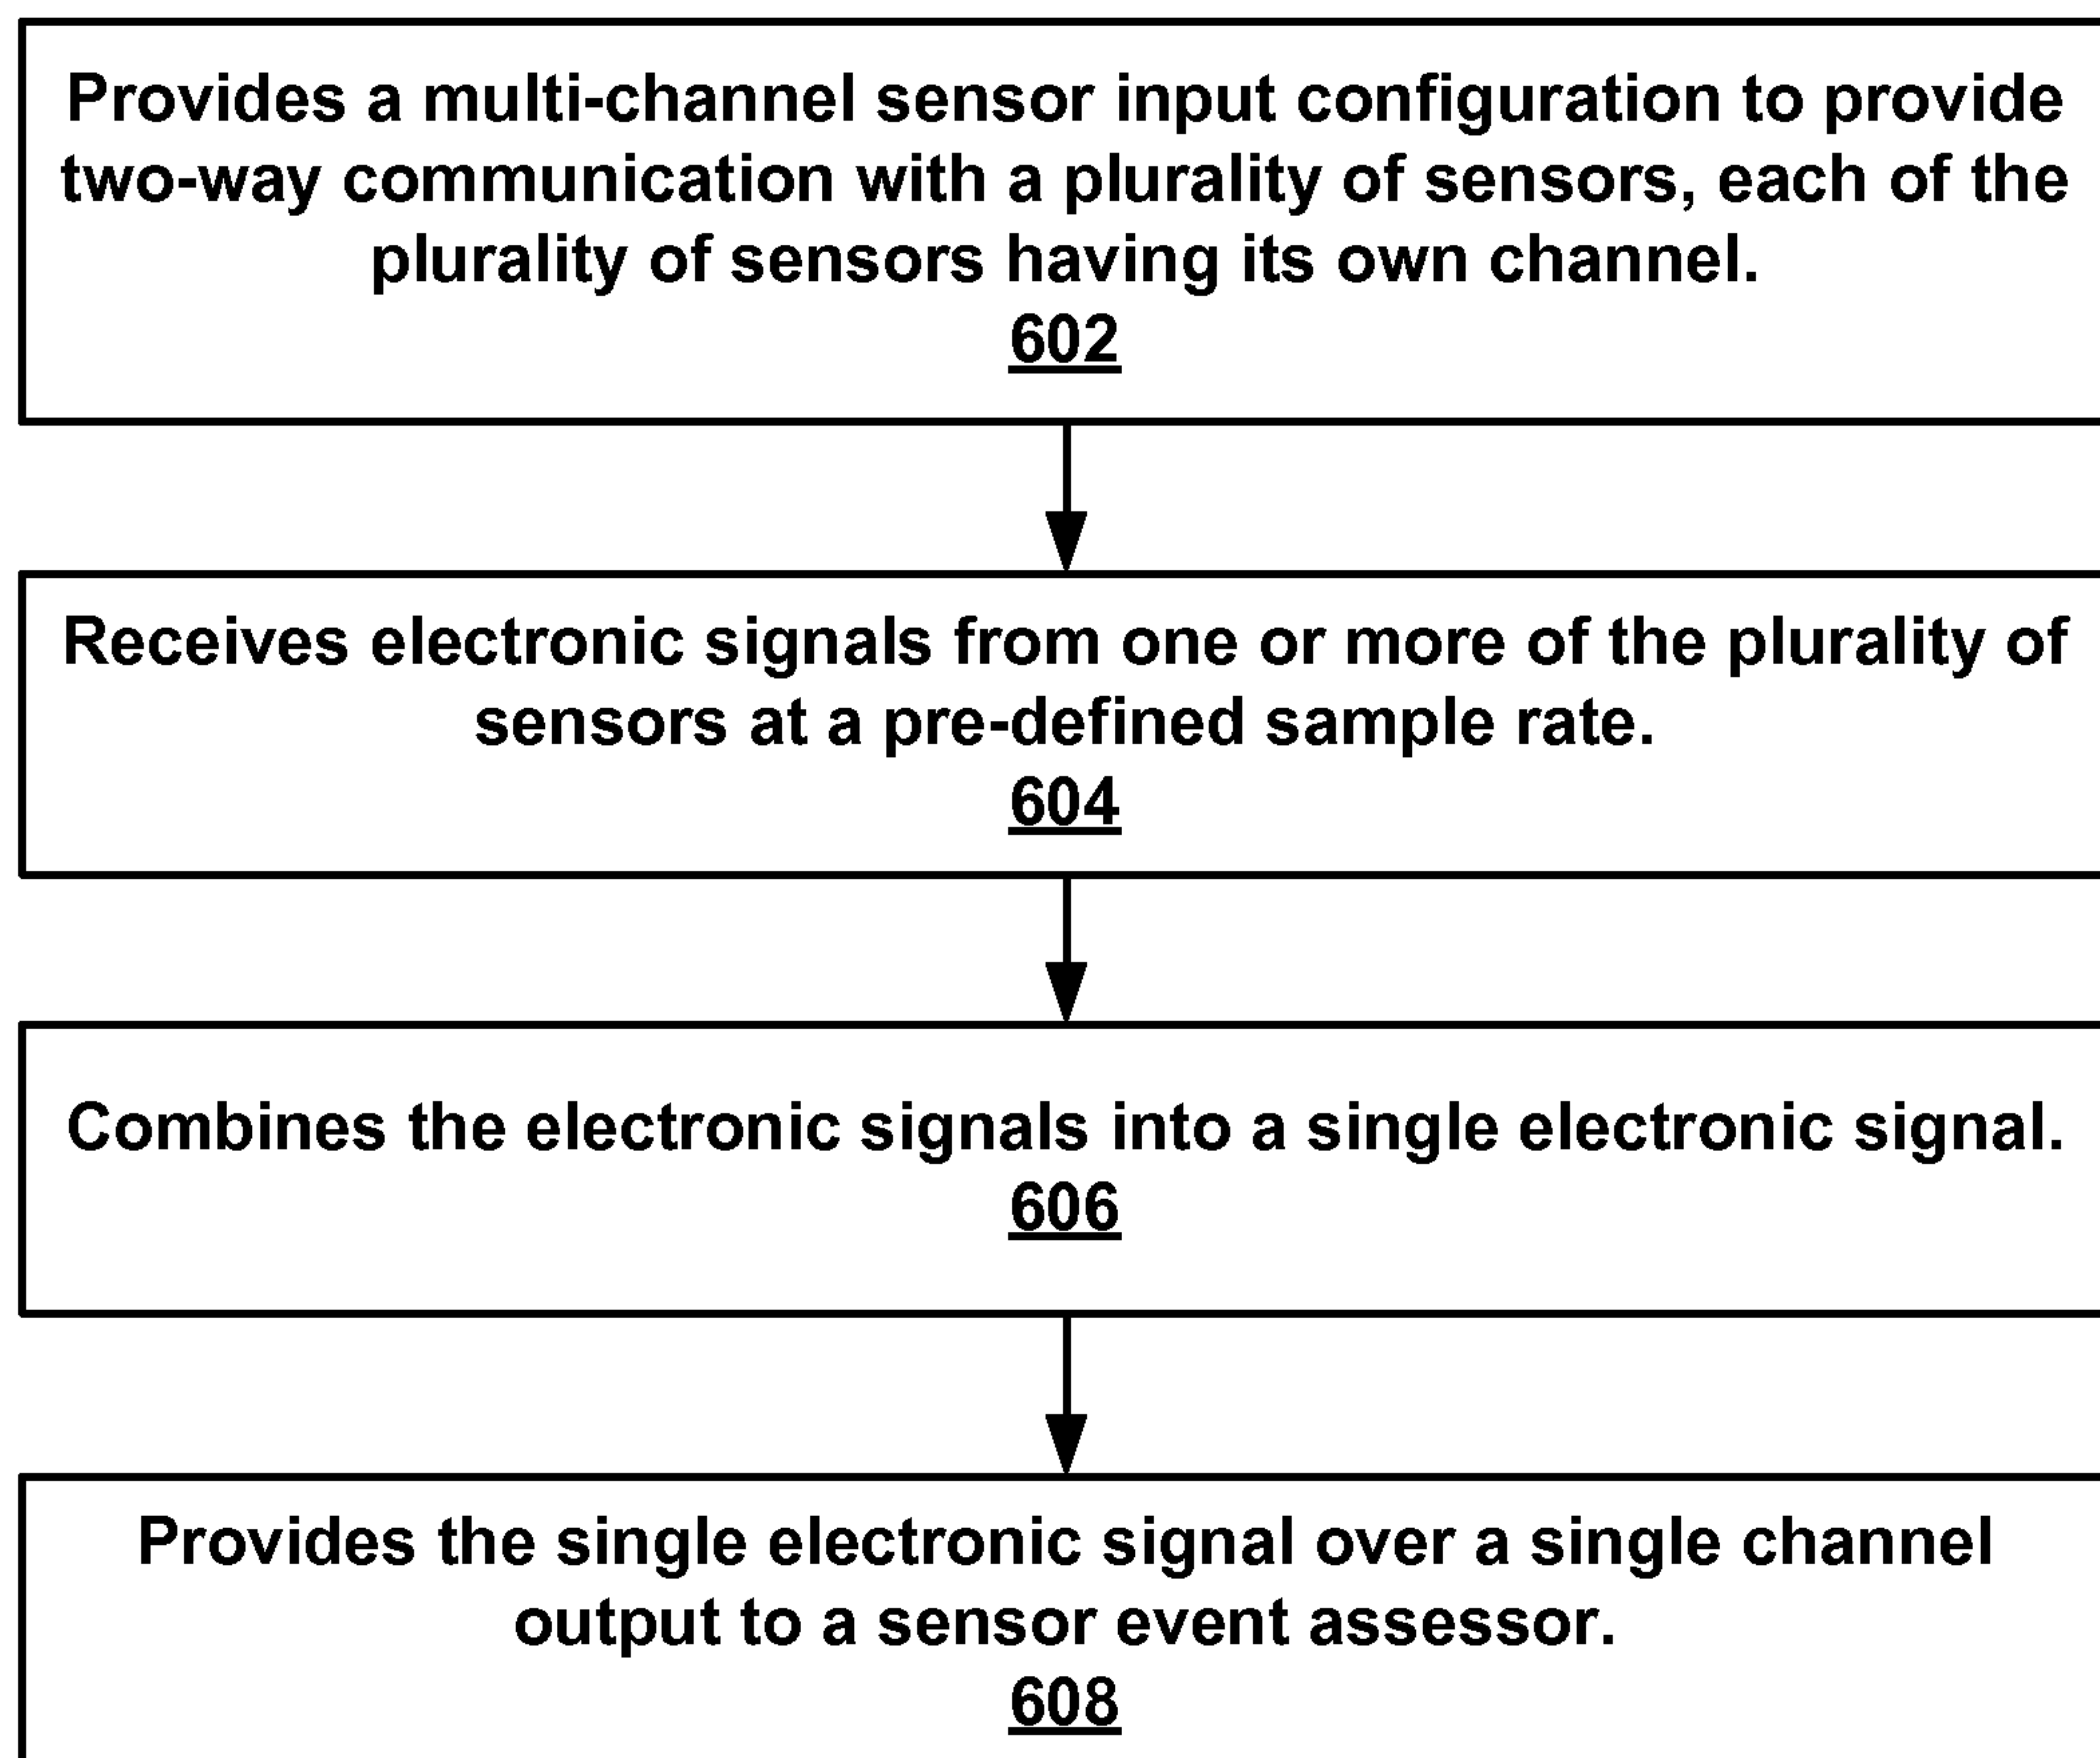 Provides a multi-channel sensor input configuration to provide
two-way communication with a plurality of sensors, each of the
plurality of sensors having its own channel.
602
Receives electronic signals from one or more of the plurality of
sensors at a pre-defined sample rate.
604
Combines the electronic signals into a single electronic signal.
606
Provides the single electronic signal over a single channel
output to a sensor event assessor.
608